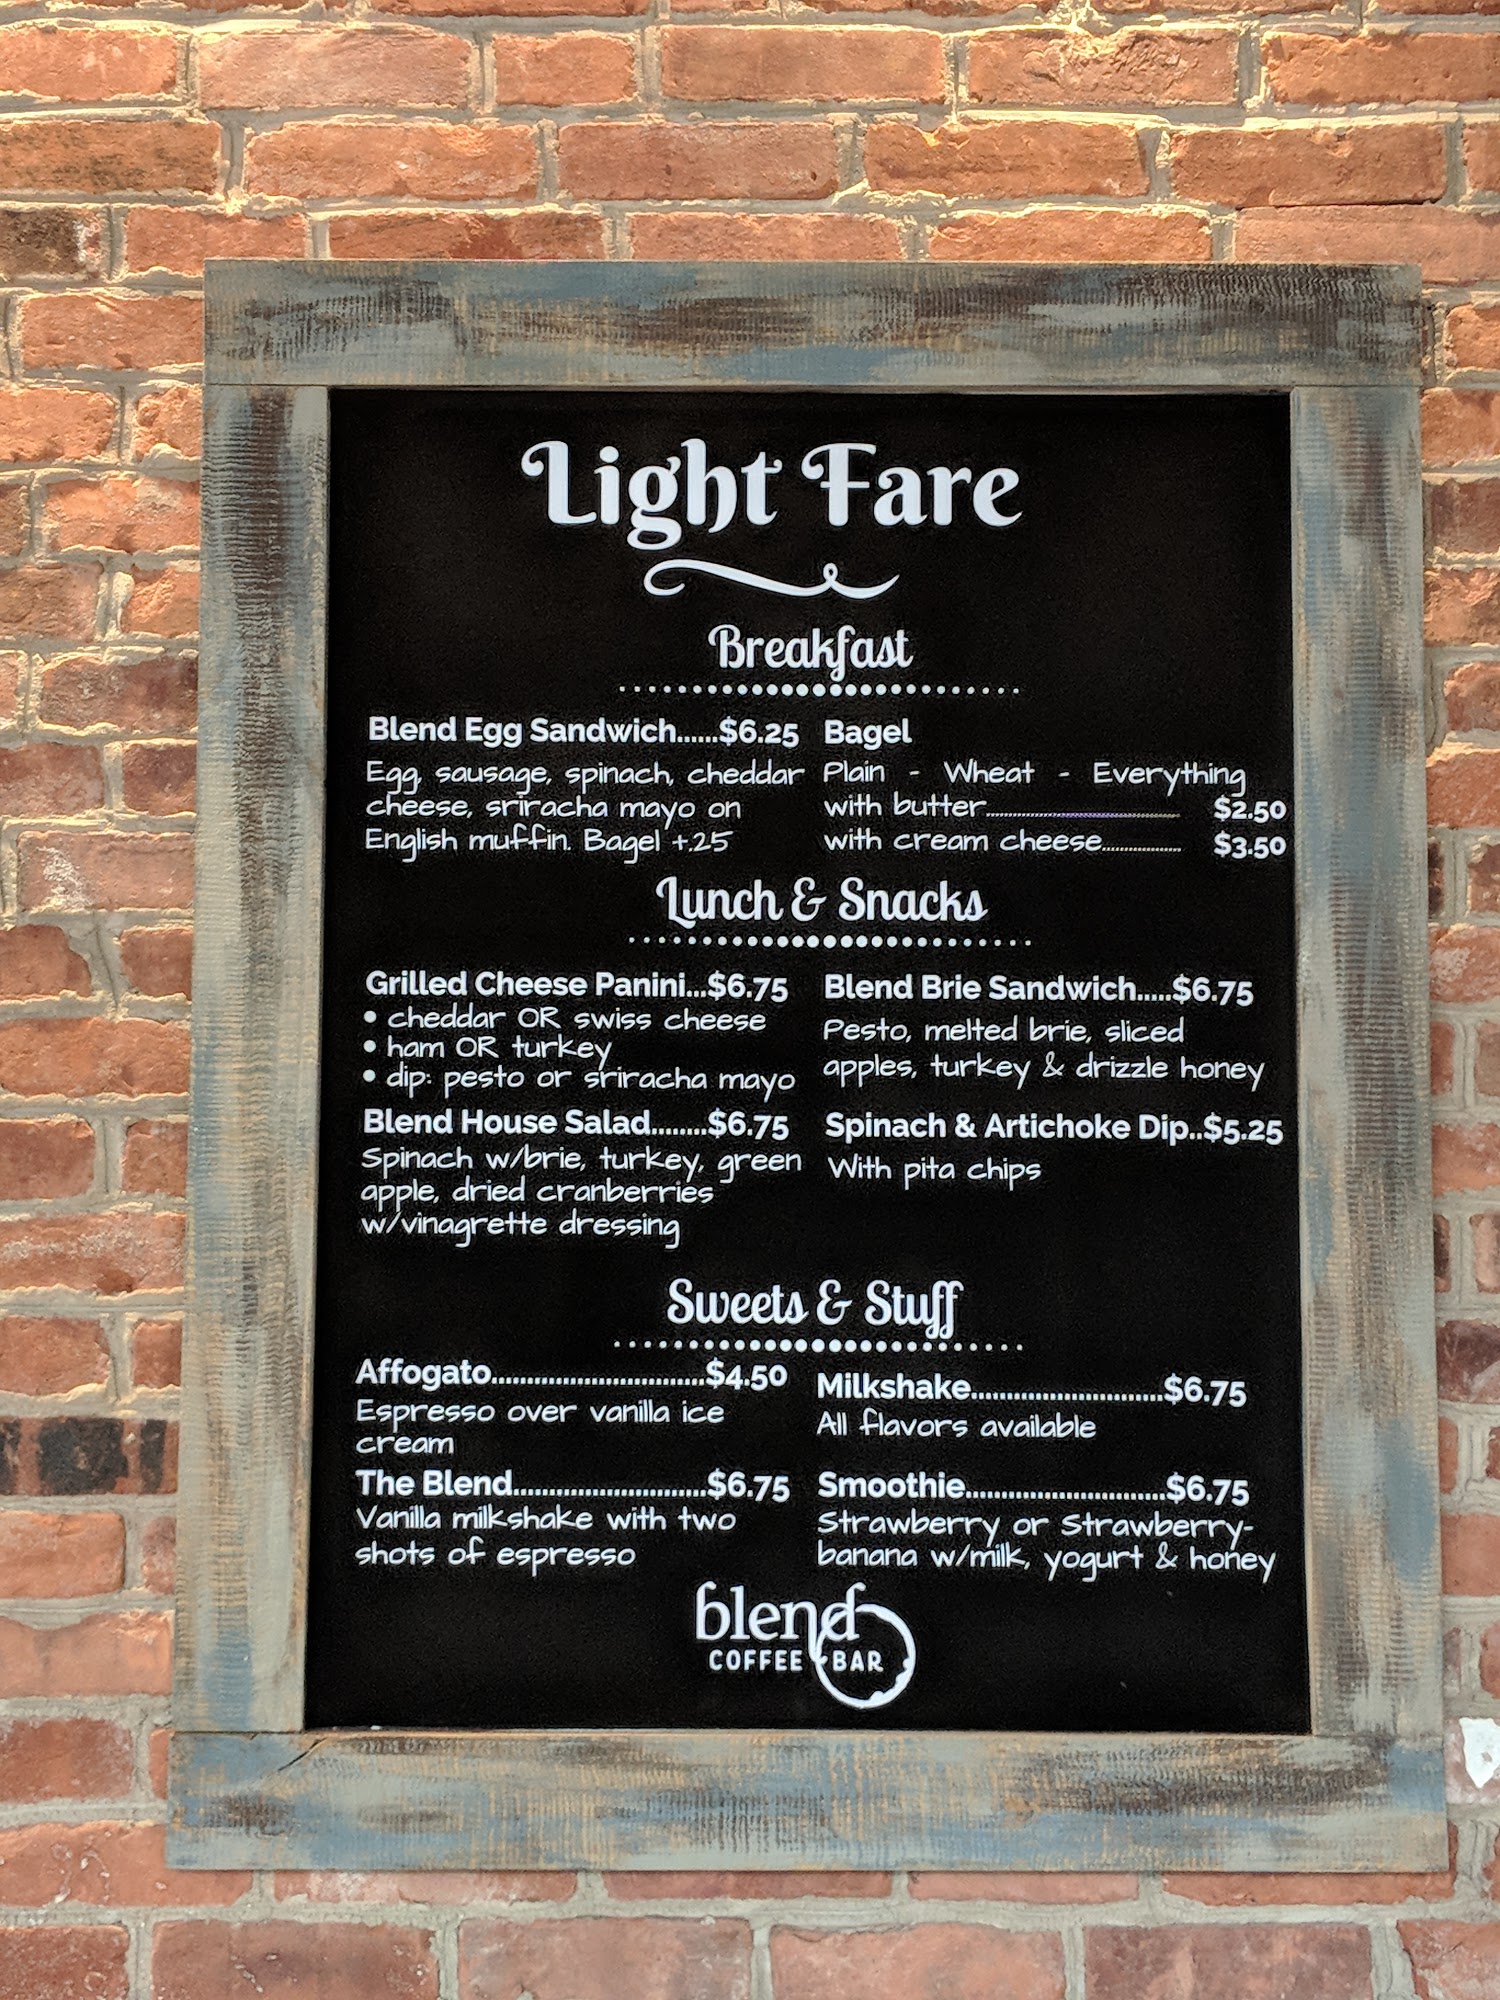 Light Fare
Breakfast
Blend Egg Sandwich......$6.25
Egg, sausage, spinach, cheddar
cheese, sriracha mayo on
English muffin. Bagel +.25
Bagel
Plain - Wheat - Everything
with butter........................................ $2.50
with cream cheese................ $3.50
Lunch & Snacks
Grilled Cheese Panini...$6.75
• cheddar OR swiss cheese
• ham OR turkey
• dip: pesto or sriracha mayo
Blend House Salad........$6.75
Spinach w/brie, turkey, green
apple, dried cranberries
w/vinagrette dressing
Blend Brie Sandwich.....$6.75
Pesto, melted brie, sliced
apples, turkey & drizzle honey
Spinach & Artichoke Dip..$5.25
With pita chips
Sweets & Stuff
Affogato..............................$4.50
Espresso over vanilla ice
cream
The Blend...........................$6.75
Vanilla milkshake with two
shots of espresso
Milkshake...........................$6.75
All flavors available
Smoothie............................$6.75
Strawberry or Strawberry-
banana w/milk, yogurt & honey
blend
COFFEE BAR